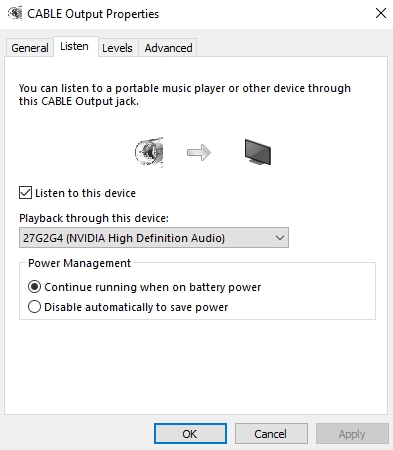 CABLE Output Properties
General
Listen
Levels
Advanced
You can listen to a portable music player or other device through
this CABLE Output jack.
Listen to this device
Playback through this device:
27G2G4 (NVIDIA High Definition Audio)
Power Management
Continue running when on battery power
Disable automatically to save power
OK
Cancel
Apply